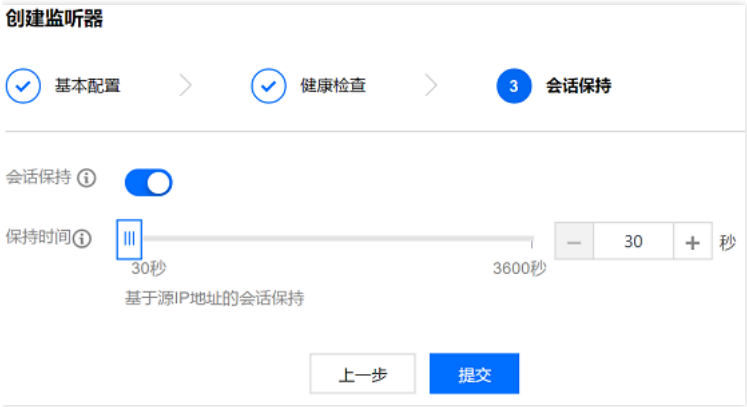 创建监听器
基本配置
健康检查
3 会话保持
会话保持
保持时间
30 秒
30秒 3600秒
基于源IP地址的会话保持
上一步 提交